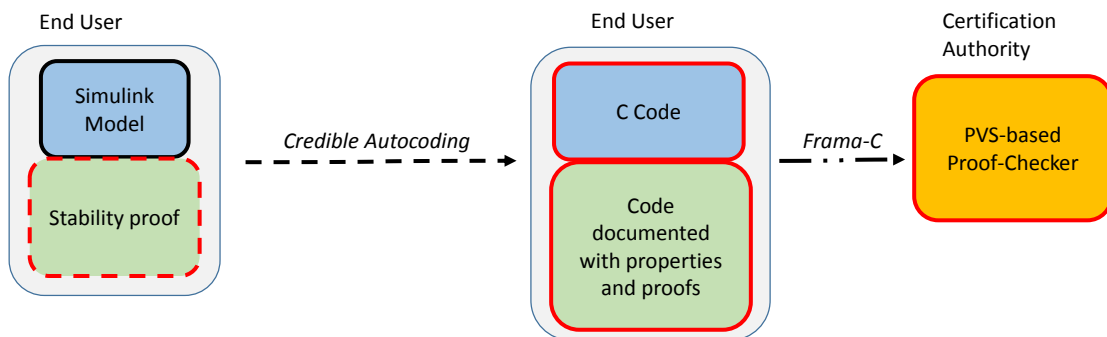 End User
Simulink
Model
Stability proof
Credible Autocoding
End User
C Code
Code
documented
with properties
and proofs
Frama-C
Certification
Authority
PVS-based
Proof-Checker